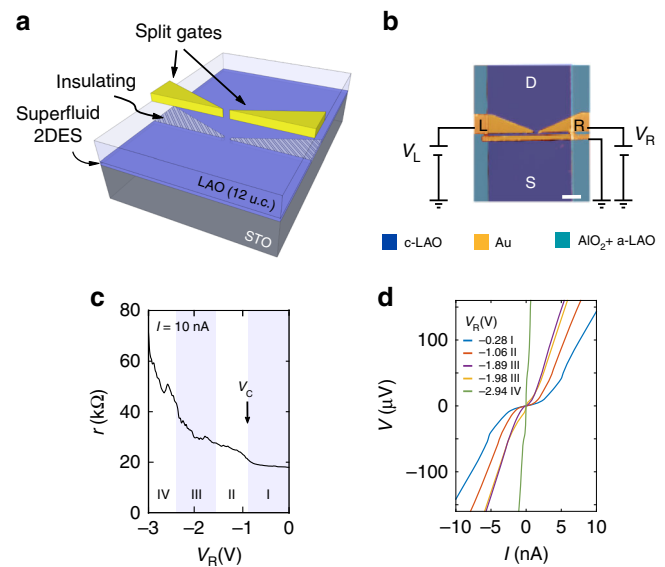 a
Split gates
Insulating
Superfluid
2DES
LAO (12 u.c.)
STO
b
D
L
R
S
V_L
V_R
c-LAO
Au
AlO₂+ a-LAO
c
I = 10 nA
V_C
IV
III
II
I
80
60
40
20
0
r (kΩ)
−3
−2
−1
0
V_R(V)
d
V_R(V)
−0.28 I
−1.06 II
−1.89 III
−1.98 III
−2.94 IV
100
0
−100
V (μV)
−10
−5
0
5
10
I (nA)